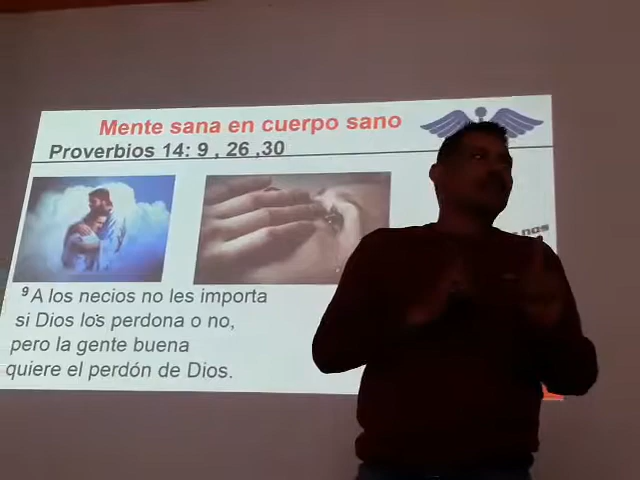 Mente sana en cuerpo sano
Proverbios 14: 9 , 26 ,30
9 A los necios no les importa
si Dios los perdona o no,
pero la gente buena
quiere el perdón de Dios.